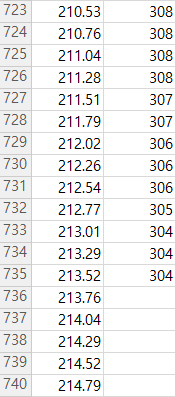 723 210.53 308
724 210.76 308
725 211.04 308
726 211.28 308
727 211.51 307
728 211.79 307
729 212.02 306
730 212.26 306
731 212.54 306
732 212.77 305
733 213.01 304
734 213.29 304
735 213.52 304
736 213.76
737 214.04
738 214.29
739 214.52
740 214.79